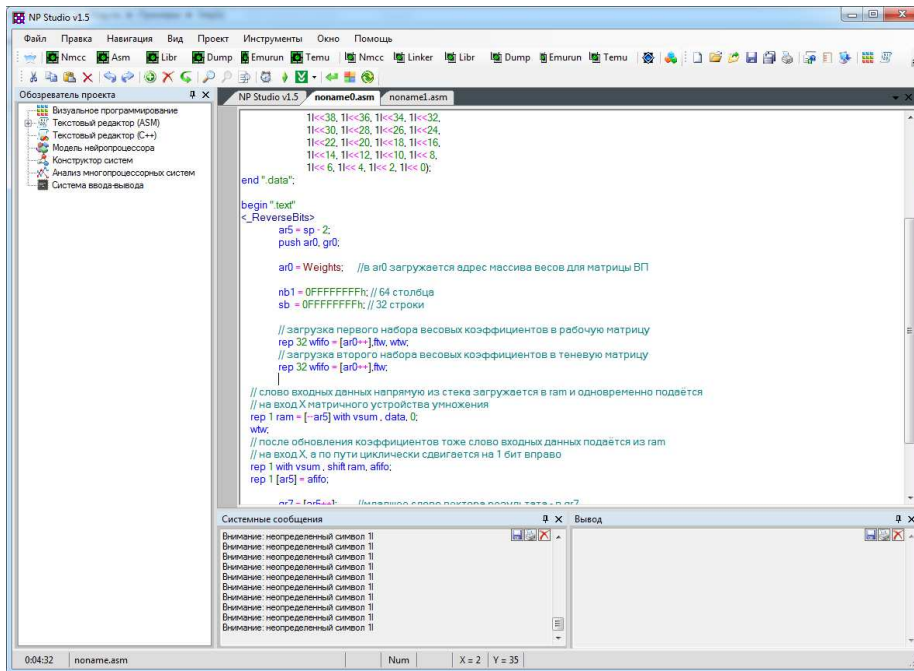 NP Studio v1.5
Файл Правка Навигация Вид Проект Инструменты Окно Помощь
Nmcc Asm Libr Dump Emurun Temu Nmcc Linker Libr Dump Emurun Temu
Обозреватель проекта
Визуальное программирование
Текстовый редактор (ASM)
Текстовый редактор (C++)
Модель нейропроцессора
Конструктор систем
Анализ многопроцессорных систем
Система ввода-вывода
NP Studio v1.5 noname0.asm noname1.asm
1l<<38, 1l<<36, 1l<<34, 1l<<32,
1l<<30, 1l<<28, 1l<<26, 1l<<24,
1l<<22, 1l<<20, 1l<<18, 1l<<16,
1l<<14, 1l<<12, 1l<<10, 1l<< 8,
1l<< 6, 1l<< 4, 1l<< 2, 1l<< 0);
end ".data";
begin ".text"
<_ReverseBits>
ar5 = sp - 2;
push ar0, gr0;
ar0 = Weights; //в ar0 загружается адрес массива весов для матрицы ВП
nb1 = 0FFFFFFFFh; // 64 столбца
sb = 0FFFFFFFFh; // 32 строки
// загрузка первого набора весовых коэффициентов в рабочую матрицу
rep 32 wfifo = [ar0++],ftw, wtw;
// загрузка второго набора весовых коэффициентов в теневую матрицу
rep 32 wfifo = [ar0++],ftw;
// слово входных данных напрямую из стека загружается в ram и одновременно подаётся
// на вход X матричного устройства умножения
rep 1 ram = [--ar5] with vsum , data, 0;
wtw;
// после обновления коэффициентов тоже слово входных данных подаётся из ram
// на вход X, а по пути циклически сдвигается на 1 бит вправо
rep 1 with vsum , shift ram, afifo;
rep 1 [ar5] = afifo;
gr7 = [ar5++]; //младшее слово вектора результата - в gr7
Системные сообщения
Внимание: неопределенный символ 1l
Внимание: неопределенный символ 1l
Внимание: неопределенный символ 1l
Внимание: неопределенный символ 1l
Внимание: неопределенный символ 1l
Внимание: неопределенный символ 1l
Внимание: неопределенный символ 1l
Внимание: неопределенный символ 1l
Внимание: неопределенный символ 1l
Внимание: неопределенный символ 1l
Вывод
0:04:32 noname.asm Num X = 2 Y = 35